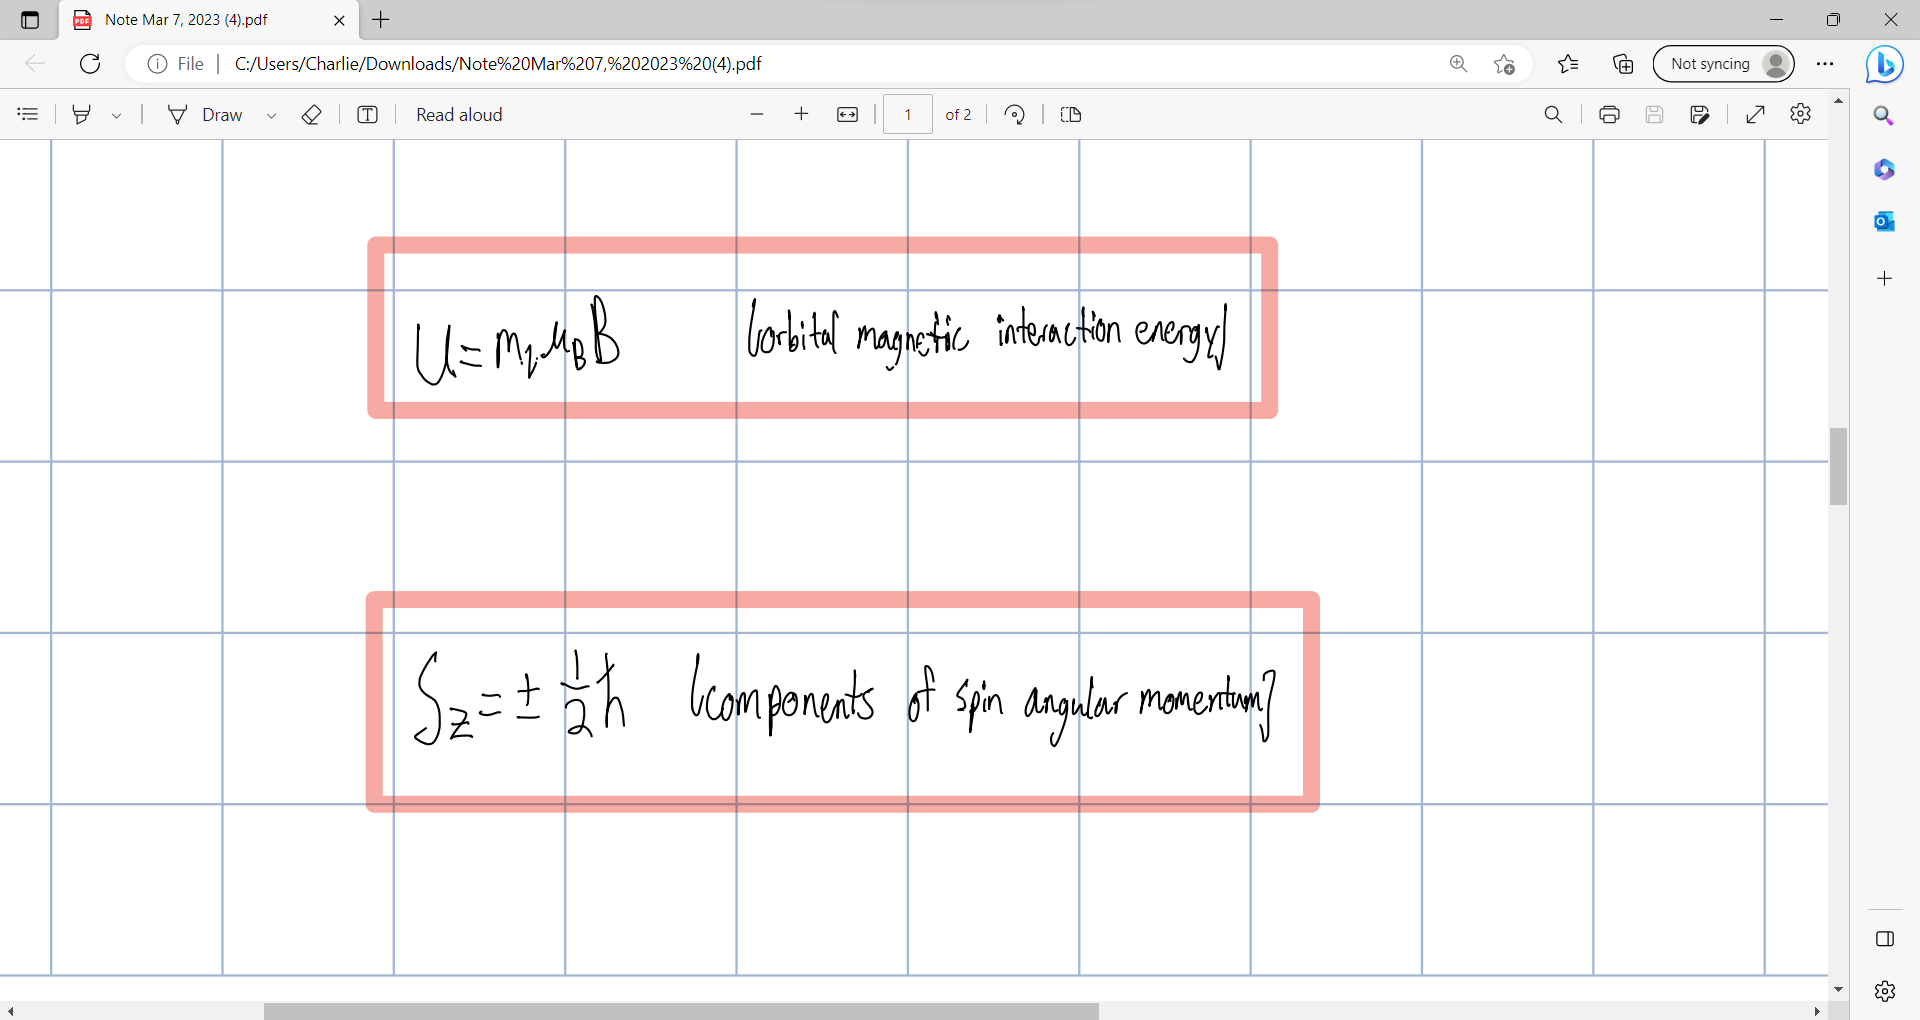 Note Mar 7, 2023 (4).pdf
File C:/Users/Charlie/Downloads/Note%20Mar%207,%202023%20(4).pdf Not syncing
Draw Read aloud 1 of 2
U = m_l μ_B B (orbital magnetic interaction energy)
S_z = ± 1/2 ħ (components of spin angular momentum)